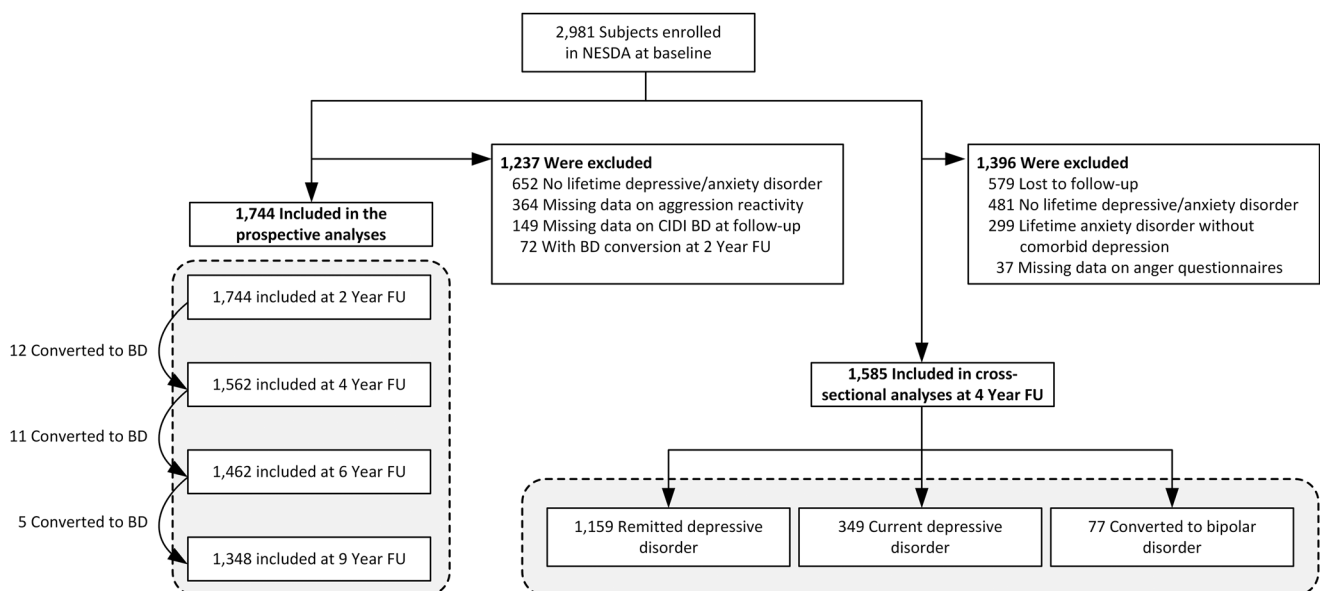 2,981 Subjects enrolled
in NESDA at baseline
1,237 Were excluded
652 No lifetime depressive/anxiety disorder
364 Missing data on aggression reactivity
149 Missing data on CIDI BD at follow-up
72 With BD conversion at 2 Year FU
1,396 Were excluded
579 Lost to follow-up
481 No lifetime depressive/anxiety disorder
299 Lifetime anxiety disorder without
comorbid depression
37 Missing data on anger questionnaires
1,744 Included in the
prospective analyses
1,744 included at 2 Year FU
12 Converted to BD
1,562 included at 4 Year FU
11 Converted to BD
1,462 included at 6 Year FU
5 Converted to BD
1,348 included at 9 Year FU
1,585 Included in cross-
sectional analyses at 4 Year FU
1,159 Remitted depressive
disorder
349 Current depressive
disorder
77 Converted to bipolar
disorder